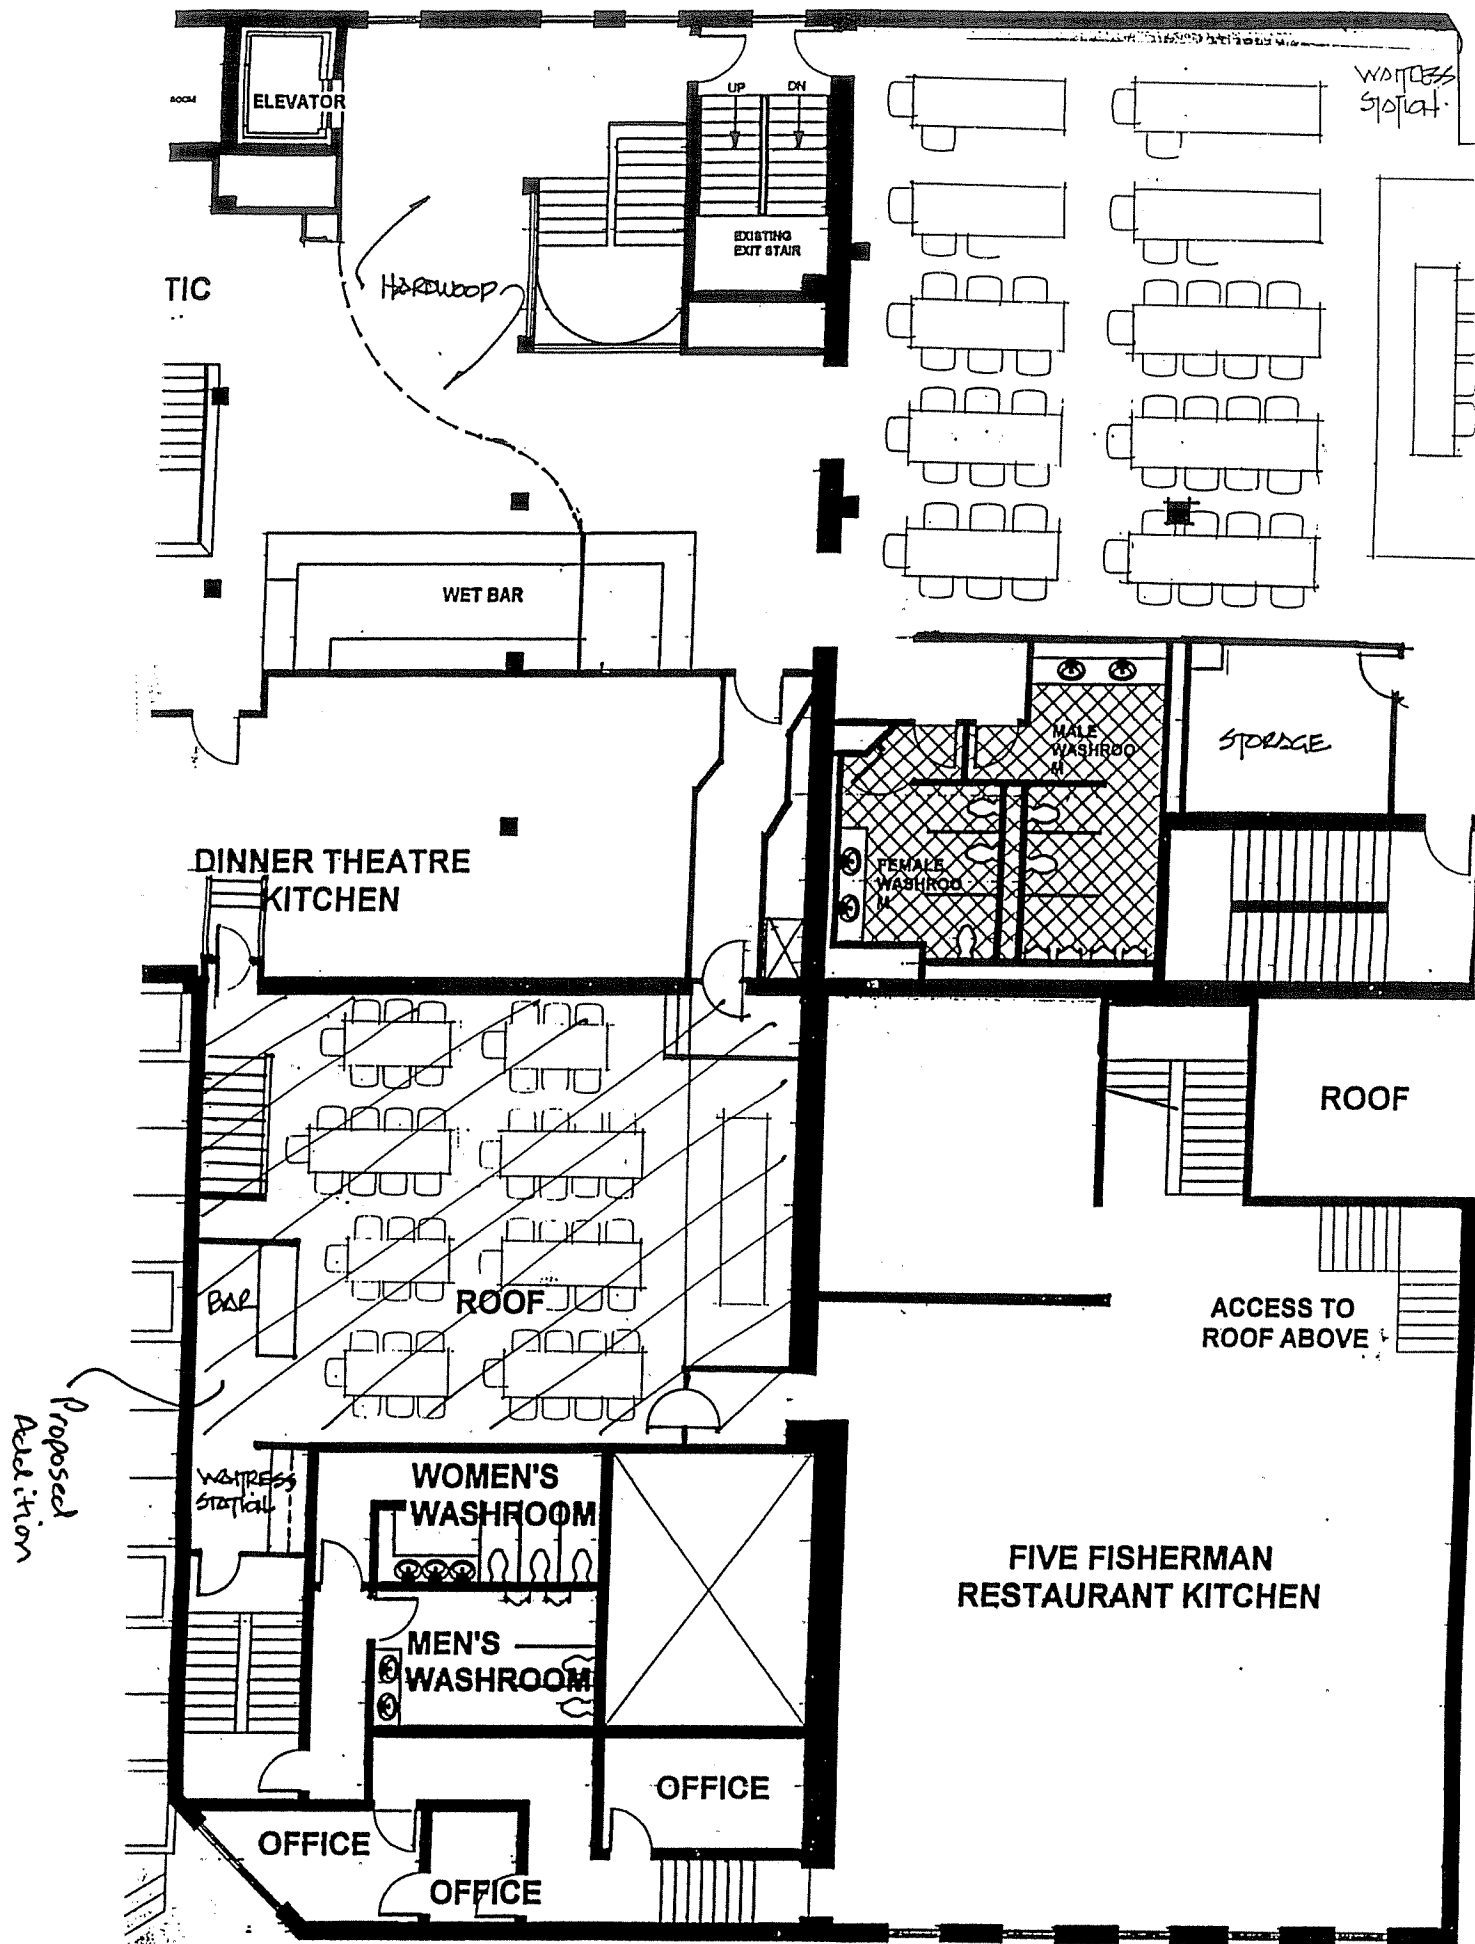 WAITRESS
STATION
ROOM
ELEVATOR
UP
DN
EXISTING
EXIT STAIR
TIC
HARDWOOD
WET BAR
MALE
WASHROO
M
STORAGE
DINNER THEATRE
KITCHEN
FEMALE
WASHROO
M
ROOF
BAR
ROOF
ACCESS TO
ROOF ABOVE
Proposed
Addition
WAITRESS
STATION
WOMEN'S
WASHROOM
FIVE FISHERMAN
RESTAURANT KITCHEN
MEN'S
WASHROOM
OFFICE
OFFICE
OFFICE